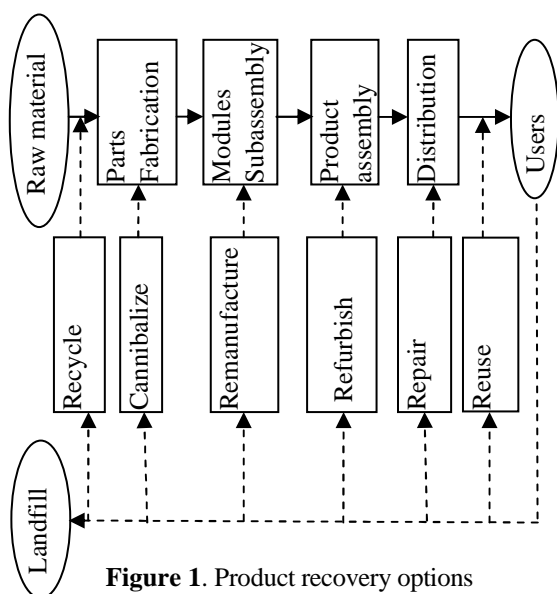 Raw material
Parts
Fabrication
Modules
Subassembly
Product
assembly
Distribution
Users
Recycle
Cannibalize
Remanufacture
Refurbish
Repair
Reuse
Landfill
Figure 1. Product recovery options